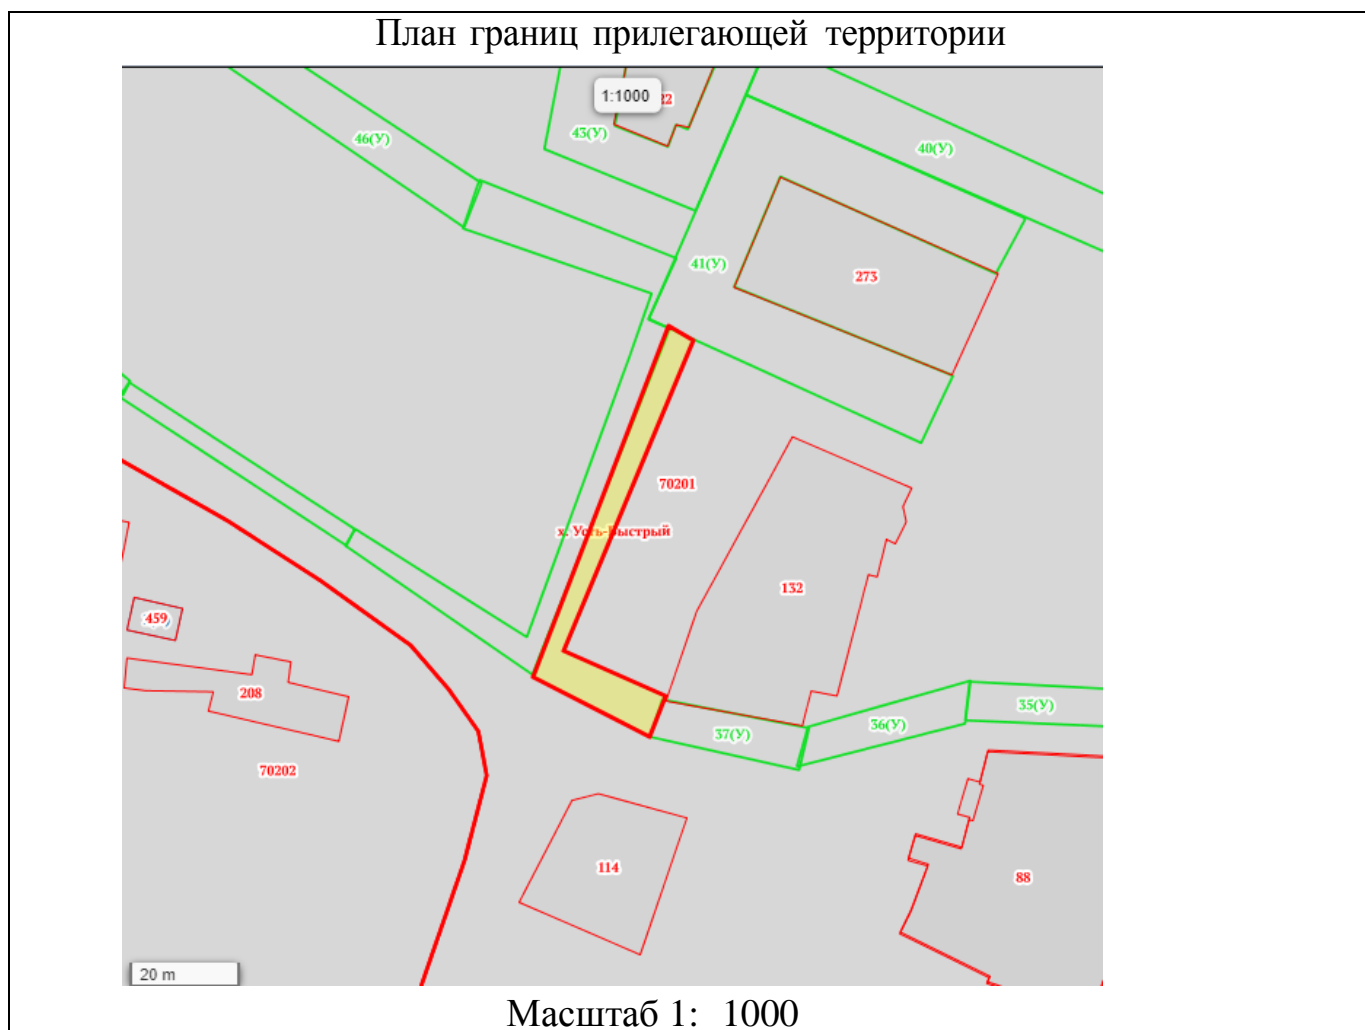 План границ прилегающей территории
1:1000
22
43(У)
46(У)
40(У)
41(У)
273
70201
х. Усть-Быстрый
132
459
208
35(У)
36(У)
37(У)
70202
114
88
20 m
Масштаб 1: 1000